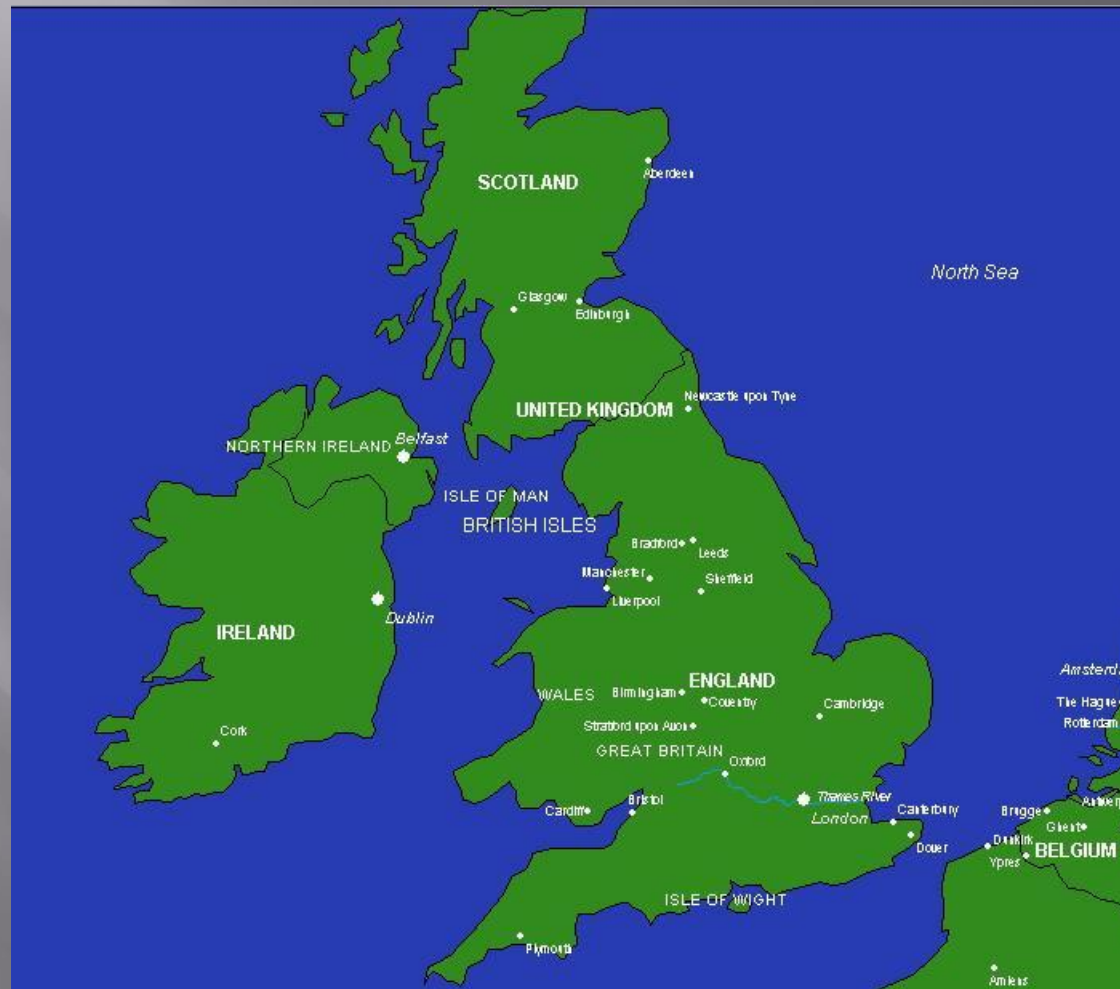 SCOTLAND
Aberdeen
North Sea
Glasgow
Edinburgh
Newcastle upon Tyne
UNITED KINGDOM
Belfast
NORTHERN IRELAND
ISLE OF MAN
BRITISH ISLES
Bradford
Leeds
Manchester
Sheffield
Liverpool
Dublin
IRELAND
Amsterd
ENGLAND
WALES
Birmingham
Coventry
Cambridge
The Hague
Rotterdam
Stratford upon Avon
Cork
GREAT BRITAIN
Oxford
Thames River
London
Cardiff
Bristol
Canterbury
Antwerp
Brugge
Ghent
Dover
Dunkirk
BELGIUM
Ypres
ISLE OF WIGHT
Plymouth
Amiens